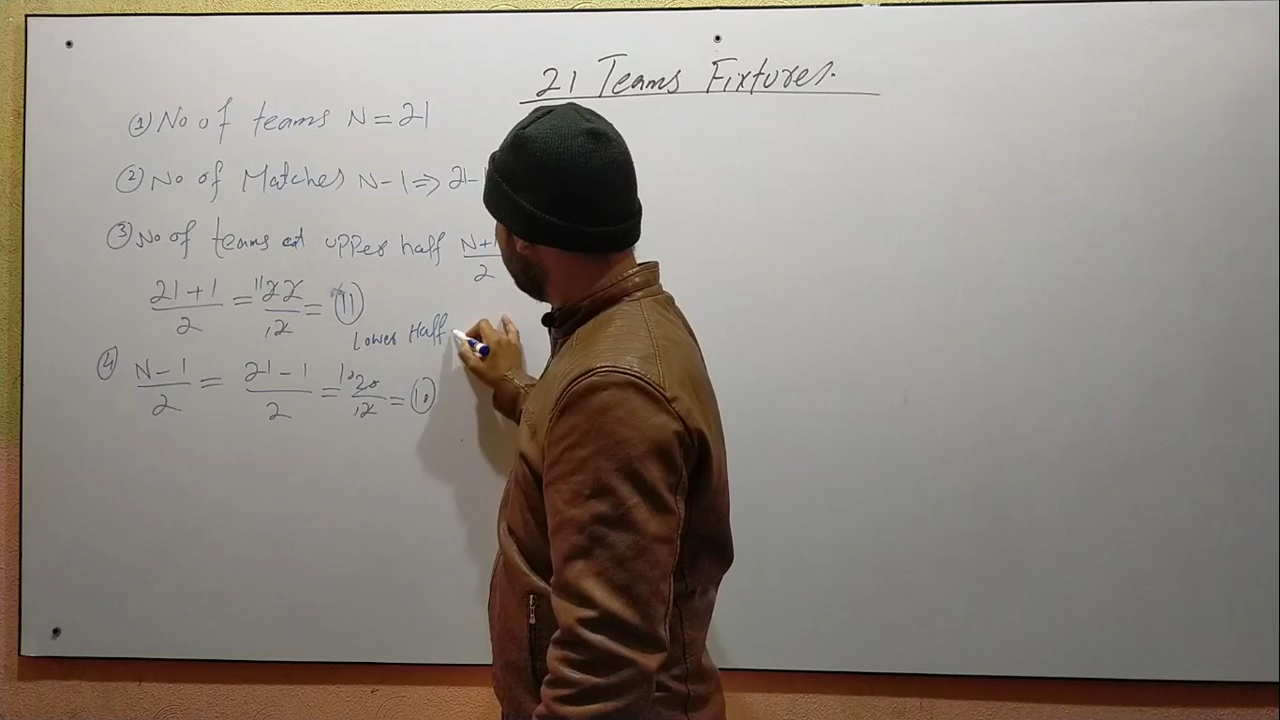 21 Teams Fixtures.
① No of teams N = 21
② No of Matches N-1 ⇒ 21-
③ No of teams at upper half N+1/2
21+1/2 = 22/2 = 11
Lower Half
④ N-1/2 = 21-1/2 = 20/2 = 10